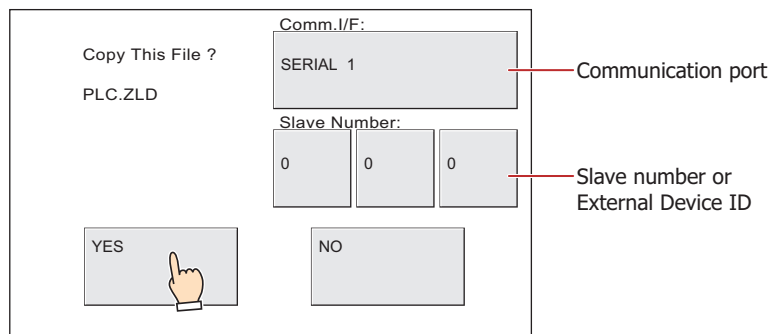 Comm.I/F:
Copy This File ?
SERIAL 1
Communication port
PLC.ZLD
Slave Number:
0 0 0
Slave number or
External Device ID
YES NO